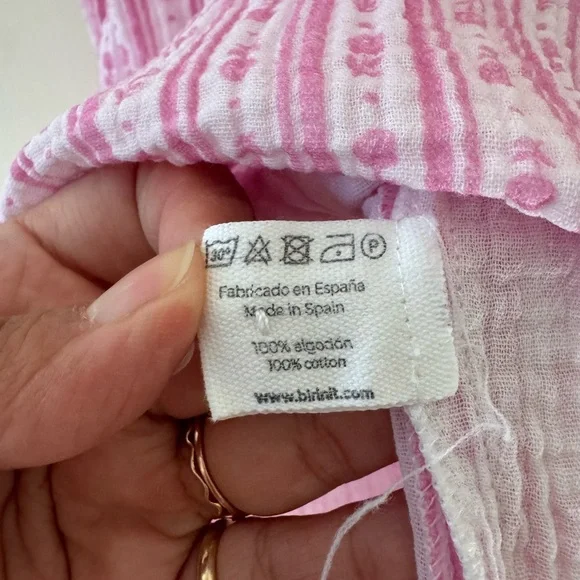 30° P
Fabricado en España
Made in Spain
100% algodón
100% cotton
www.birinit.com